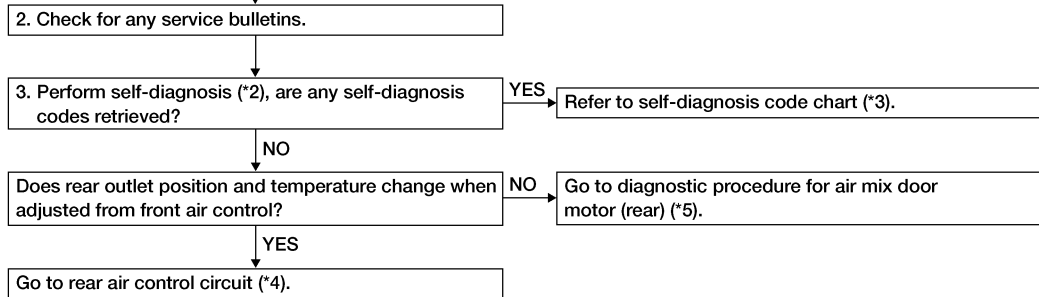 2. Check for any service bulletins.
3. Perform self-diagnosis (*2), are any self-diagnosis
codes retrieved?
YES
Refer to self-diagnosis code chart (*3).
NO
Does rear outlet position and temperature change when
adjusted from front air control?
NO
Go to diagnostic procedure for air mix door
motor (rear) (*5).
YES
Go to rear air control circuit (*4).